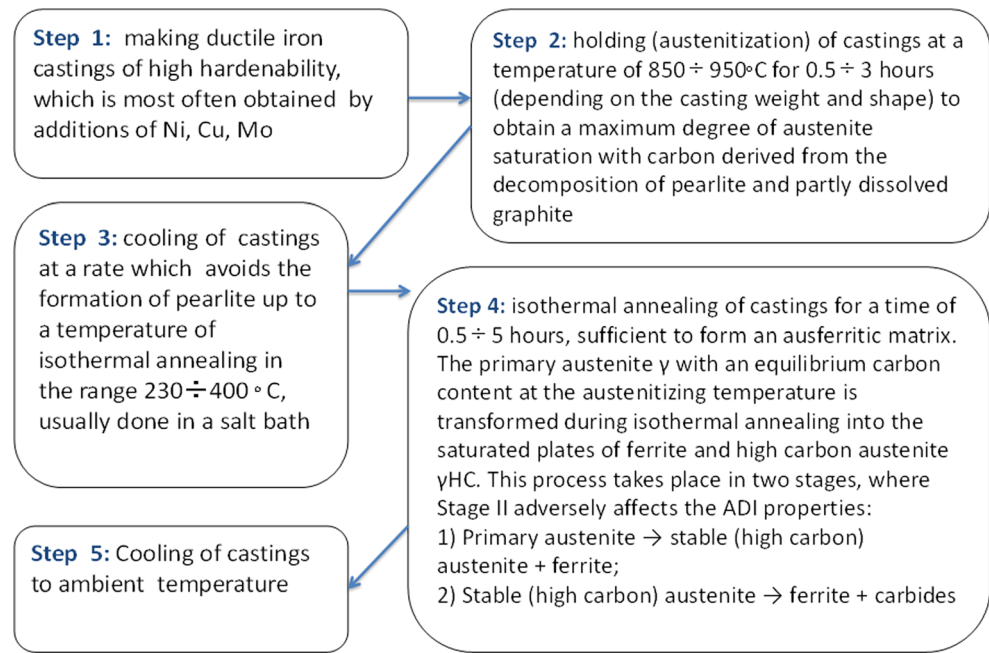 Step 1: making ductile iron
castings of high hardenability,
which is most often obtained by
additions of Ni, Cu, Mo
Step 2: holding (austenitization) of castings at a
temperature of 850 ÷ 950°C for 0.5 ÷ 3 hours
(depending on the casting weight and shape) to
obtain a maximum degree of austenite
saturation with carbon derived from the
decomposition of pearlite and partly dissolved
graphite
Step 3: cooling of castings
at a rate which avoids the
formation of pearlite up to
a temperature of
isothermal annealing in
the range 230÷400 °C,
usually done in a salt bath
Step 4: isothermal annealing of castings for a time of
0.5 ÷ 5 hours, sufficient to form an ausferritic matrix.
The primary austenite γ with an equilibrium carbon
content at the austenitizing temperature is
transformed during isothermal annealing into the
saturated plates of ferrite and high carbon austenite
γHC. This process takes place in two stages, where
Stage II adversely affects the ADI properties:
1) Primary austenite → stable (high carbon)
austenite + ferrite;
2) Stable (high carbon) austenite → ferrite + carbides
Step 5: Cooling of castings
to ambient temperature